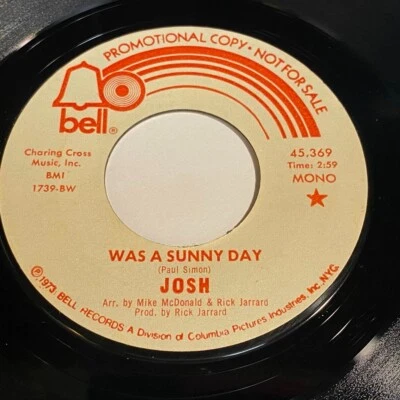 PROMOTIONAL COPY · NOT FOR SALE
bell®
Charing Cross
Music, Inc.
BMI
1739-BW
45,369
Time: 2:59
MONO
WAS A SUNNY DAY
(Paul Simon)
JOSH
Arr. by Mike McDonald & Rick Jarrard
Prod. by Rick Jarrard
℗ 1973 BELL RECORDS A Division of Columbia Pictures Industries, Inc., N.Y.C.